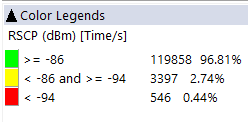 Color Legends
RSCP (dBm) [Time/s]
>= -86 119858 96.81%
< -86 and >= -94 3397 2.74%
< -94 546 0.44%